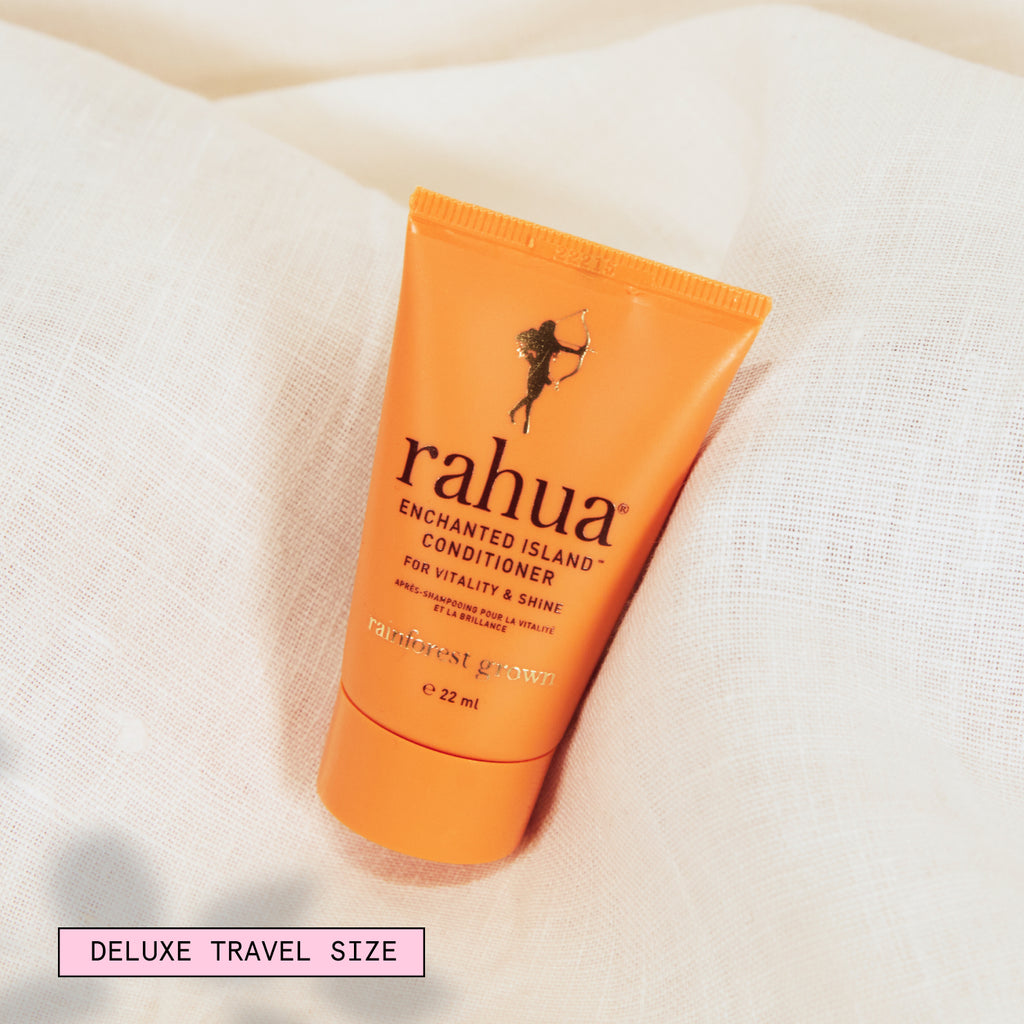 rahua®
ENCHANTED ISLAND™
CONDITIONER
FOR VITALITY & SHINE
APRÈS-SHAMPOOING POUR LA VITALITÉ
ET LA BRILLANCE
rainforest grown
℮ 22 ml
DELUXE TRAVEL SIZE